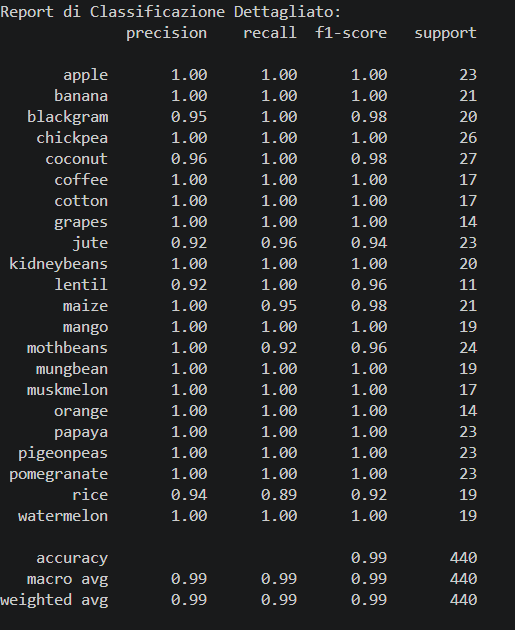 Report di Classificazione Dettagliato:
precision recall f1-score support
apple 1.00 1.00 1.00 23
banana 1.00 1.00 1.00 21
blackgram 0.95 1.00 0.98 20
chickpea 1.00 1.00 1.00 26
coconut 0.96 1.00 0.98 27
coffee 1.00 1.00 1.00 17
cotton 1.00 1.00 1.00 17
grapes 1.00 1.00 1.00 14
jute 0.92 0.96 0.94 23
kidneybeans 1.00 1.00 1.00 20
lentil 0.92 1.00 0.96 11
maize 1.00 0.95 0.98 21
mango 1.00 1.00 1.00 19
mothbeans 1.00 0.92 0.96 24
mungbean 1.00 1.00 1.00 19
muskmelon 1.00 1.00 1.00 17
orange 1.00 1.00 1.00 14
papaya 1.00 1.00 1.00 23
pigeonpeas 1.00 1.00 1.00 23
pomegranate 1.00 1.00 1.00 23
rice 0.94 0.89 0.92 19
watermelon 1.00 1.00 1.00 19
accuracy 0.99 440
macro avg 0.99 0.99 0.99 440
weighted avg 0.99 0.99 0.99 440